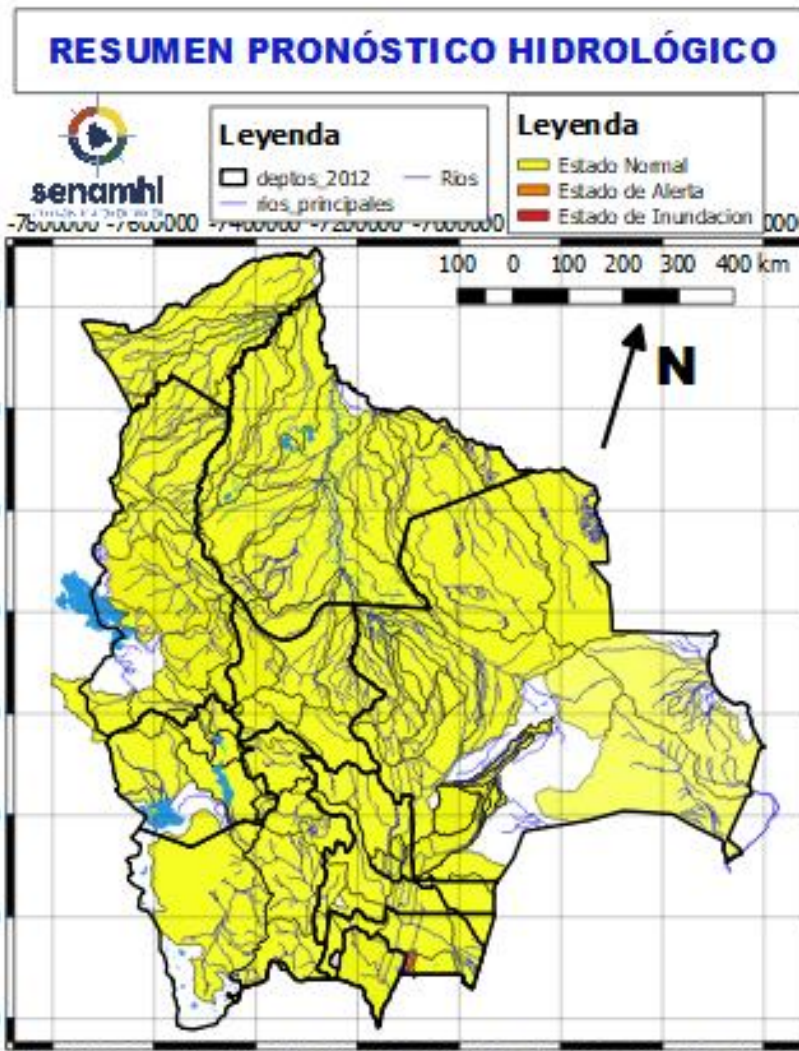 RESUMEN PRONÓSTICO HIDROLÓGICO
senamhi
Leyenda
deptos_2012
Rios
rios_principales
Leyenda
Estado Normal
Estado de Alerta
Estado de Inundacion
-7600000 -7400000 -7200000 -7000000
100 0 100 200 300 400 km
N